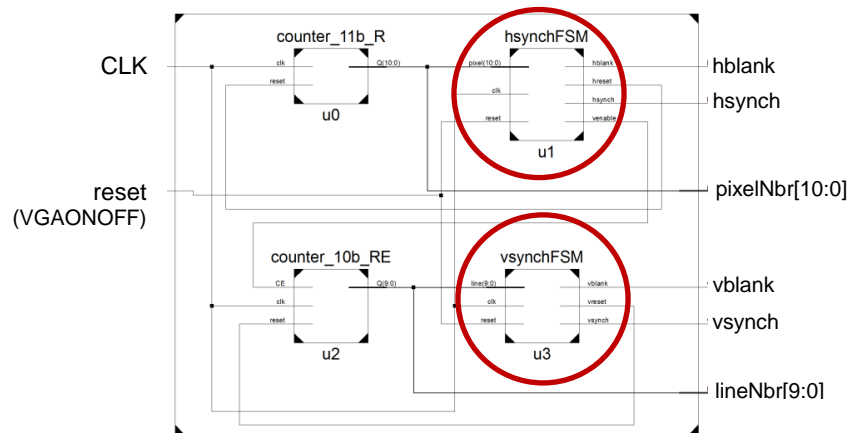 counter_11b_R hsynchFSM
CLK clk Q(10:0) pixel(10:0) hblank hblank
reset clk hreset
hsynch hsynch
reset venable
u0
u1
reset pixelNbr[10:0]
(VGAONOFF)
counter_10b_RE vsynchFSM
CE Q(9:0) line(9:0) vblank vblank
clk clk vreset
reset reset vsynch vsynch
u2 u3
lineNbr[9:0]